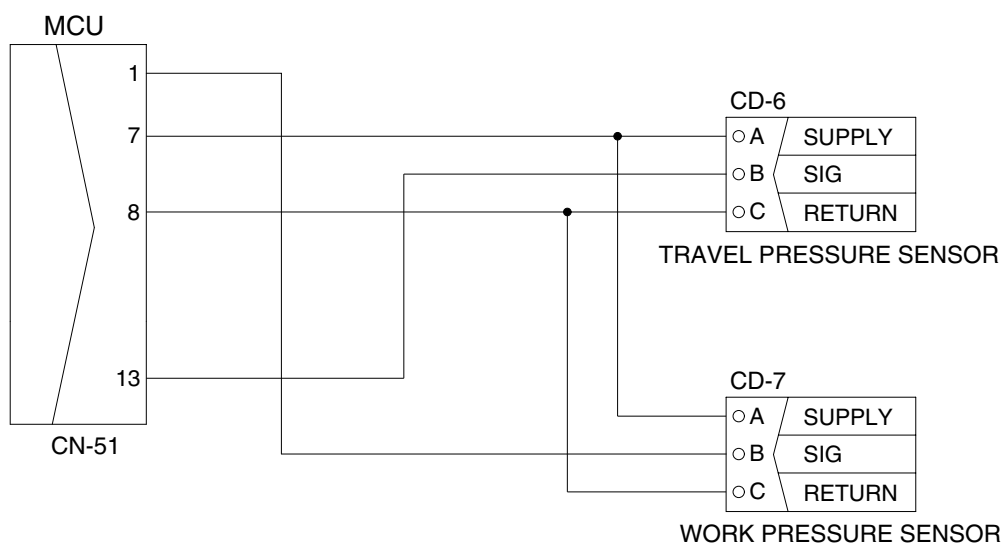 MCU
1
7
8
13
CN-51
CD-6
A SUPPLY
B SIG
C RETURN
TRAVEL PRESSURE SENSOR
CD-7
A SUPPLY
B SIG
C RETURN
WORK PRESSURE SENSOR